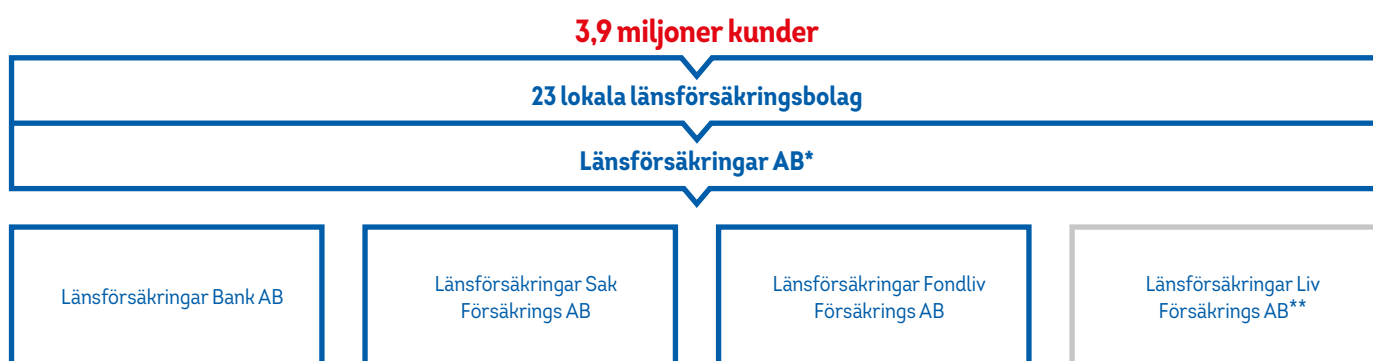 3,9 miljoner kunder
23 lokala länsförsäkringsbolag
Länsförsäkringar AB*
Länsförsäkringar Bank AB
Länsförsäkringar Sak
Försäkrings AB
Länsförsäkringar Fondliv
Försäkrings AB
Länsförsäkringar Liv
Försäkrings AB**